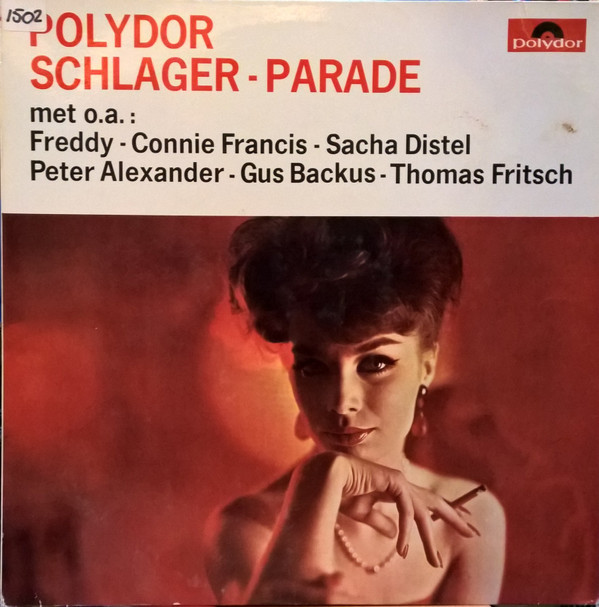 1502
POLYDOR
SCHLAGER - PARADE
polydor
met o.a.:
Freddy - Connie Francis - Sacha Distel
Peter Alexander - Gus Backus - Thomas Fritsch